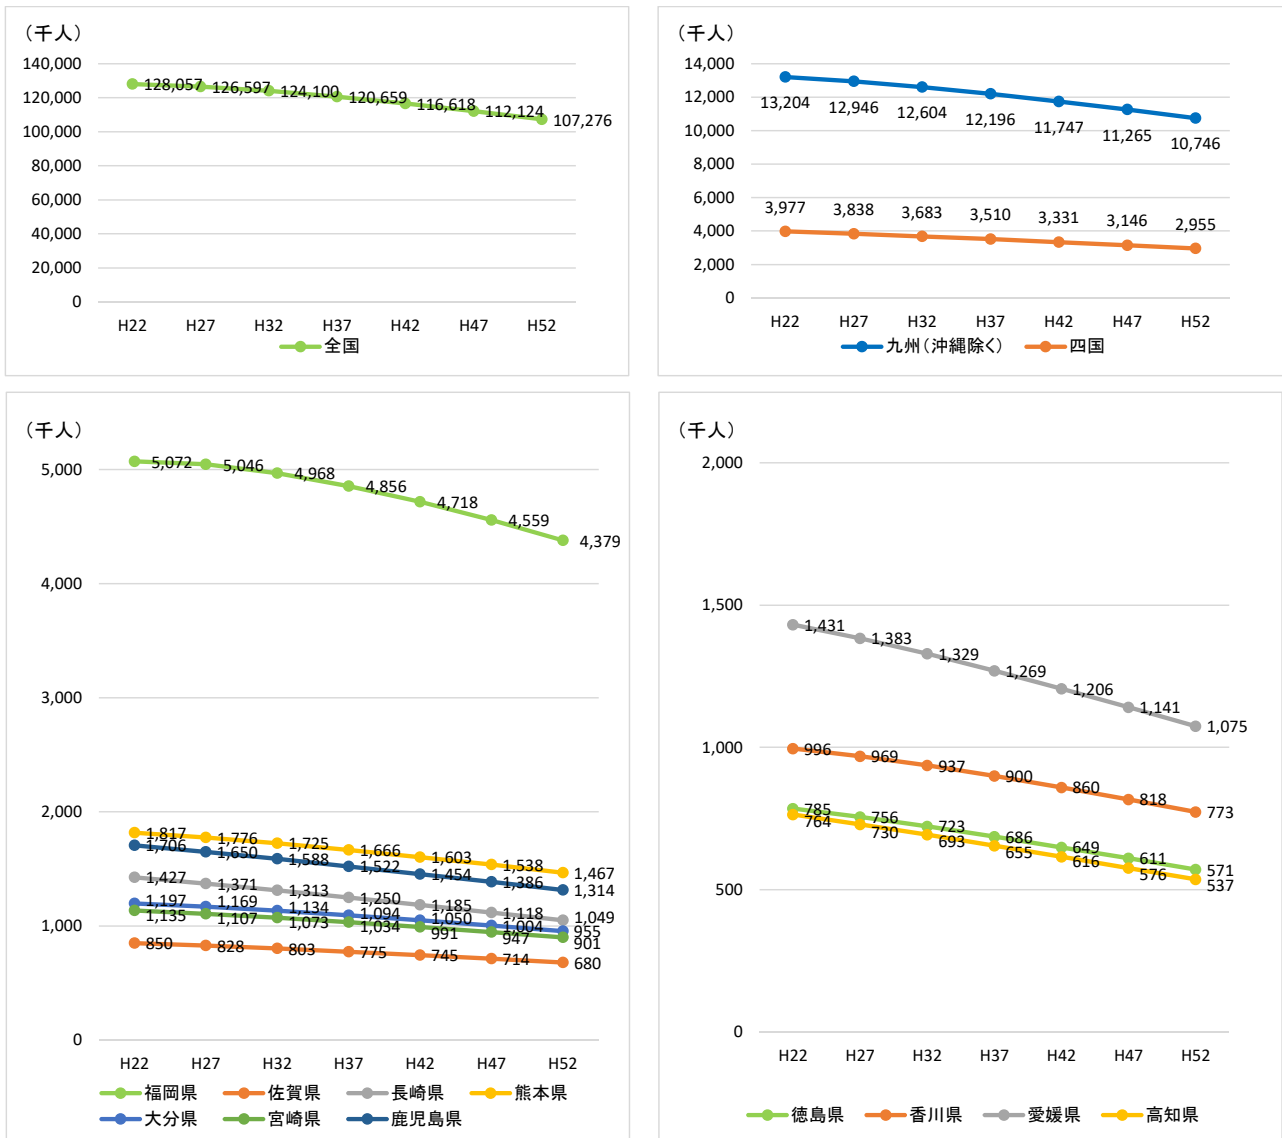 （千人）
140,000
120,000
100,000
80,000
60,000
40,000
20,000
0
128,057 126,597 124,100 120,659 116,618 112,124 107,276
H22 H27 H32 H37 H42 H47 H52
全国
（千人）
14,000
12,000
10,000
8,000
6,000
4,000
2,000
0
13,204 12,946 12,604 12,196 11,747 11,265 10,746
3,977 3,838 3,683 3,510 3,331 3,146 2,955
H22 H27 H32 H37 H42 H47 H52
九州（沖縄除く） 四国
（千人）
5,000
4,000
3,000
2,000
1,000
0
5,072 5,046 4,968 4,856 4,718 4,559 4,379
1,817 1,776 1,725 1,666 1,603 1,538 1,467
1,706 1,650 1,588 1,522 1,454 1,386 1,314
1,427 1,371 1,313 1,250 1,185 1,118 1,049
1,197 1,169 1,134 1,094 1,050 1,004 955
1,135 1,107 1,073 1,034 991 947 901
850 828 803 775 745 714 680
H22 H27 H32 H37 H42 H47 H52
福岡県 佐賀県 長崎県 熊本県
大分県 宮崎県 鹿児島県
（千人）
2,000
1,500
1,000
500
0
1,431 1,383 1,329 1,269 1,206 1,141 1,075
996 969 937 900 860 818 773
785 756 723 686 649 611 571
764 730 693 655 616 576 537
H22 H27 H32 H37 H42 H47 H52
徳島県 香川県 愛媛県 高知県